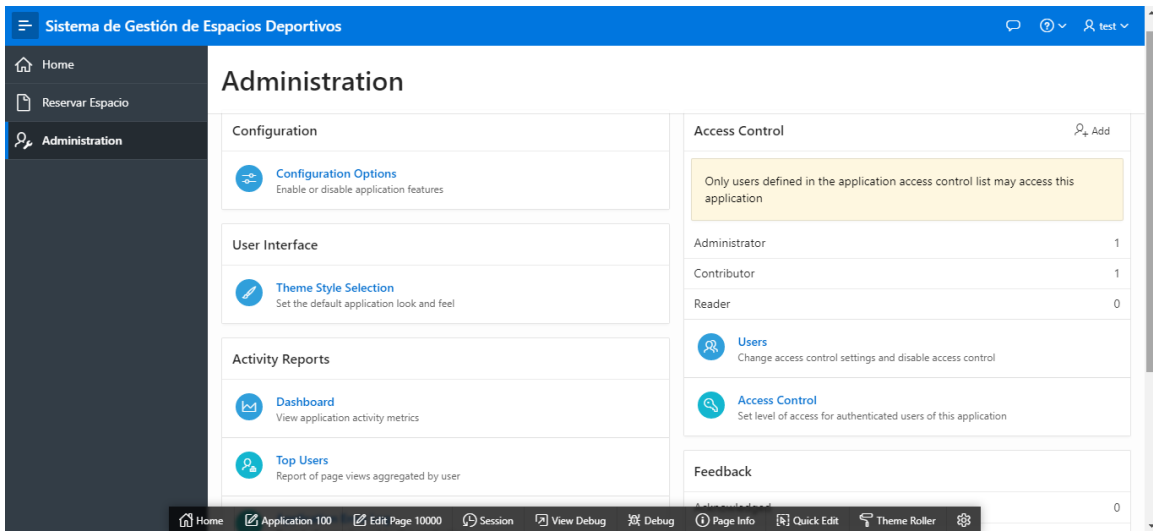 Sistema de Gestión de Espacios Deportivos
test
Home
Reservar Espacio
Administration
Administration
Configuration
Configuration Options
Enable or disable application features
User Interface
Theme Style Selection
Set the default application look and feel
Activity Reports
Dashboard
View application activity metrics
Top Users
Report of page views aggregated by user
Access Control
Add
Only users defined in the application access control list may access this
application
Administrator 1
Contributor 1
Reader 0
Users
Change access control settings and disable access control
Access Control
Set level of access for authenticated users of this application
Feedback
Acknowledged 0
Home Application 100 Edit Page 10000 Session View Debug Debug Page Info Quick Edit Theme Roller